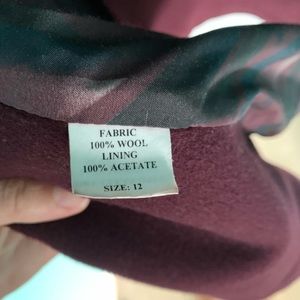 FABRIC
100% WOOL
LINING
100% ACETATE
SIZE: 12